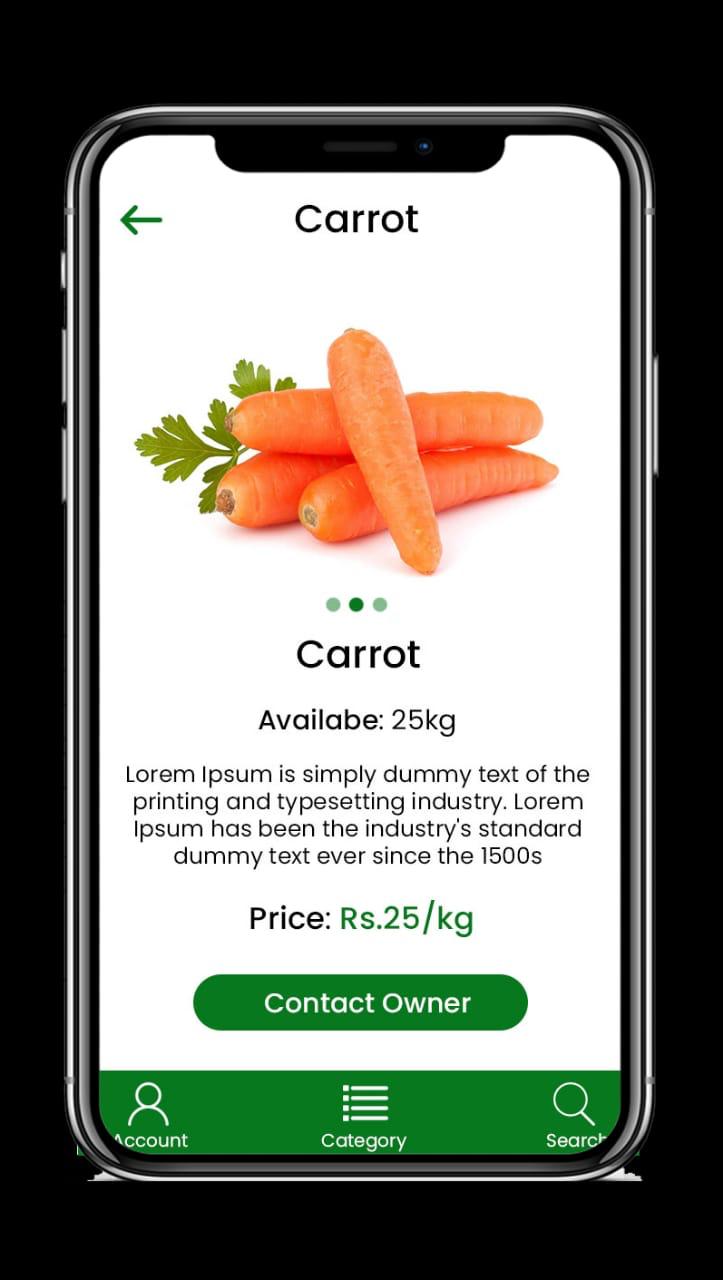 Carrot
Carrot
Availabe: 25kg
Lorem Ipsum is simply dummy text of the
printing and typesetting industry. Lorem
Ipsum has been the industry's standard
dummy text ever since the 1500s
Price: Rs.25/kg
Contact Owner
Account
Category
Search